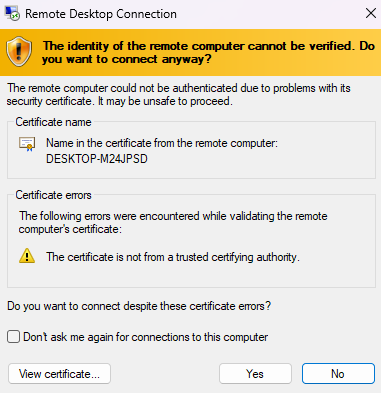 Remote Desktop Connection
The identity of the remote computer cannot be verified. Do
you want to connect anyway?
The remote computer could not be authenticated due to problems with its
security certificate. It may be unsafe to proceed.
Certificate name
Name in the certificate from the remote computer:
DESKTOP-M24JPSD
Certificate errors
The following errors were encountered while validating the remote
computer's certificate:
The certificate is not from a trusted certifying authority.
Do you want to connect despite these certificate errors?
Don't ask me again for connections to this computer
View certificate... Yes No